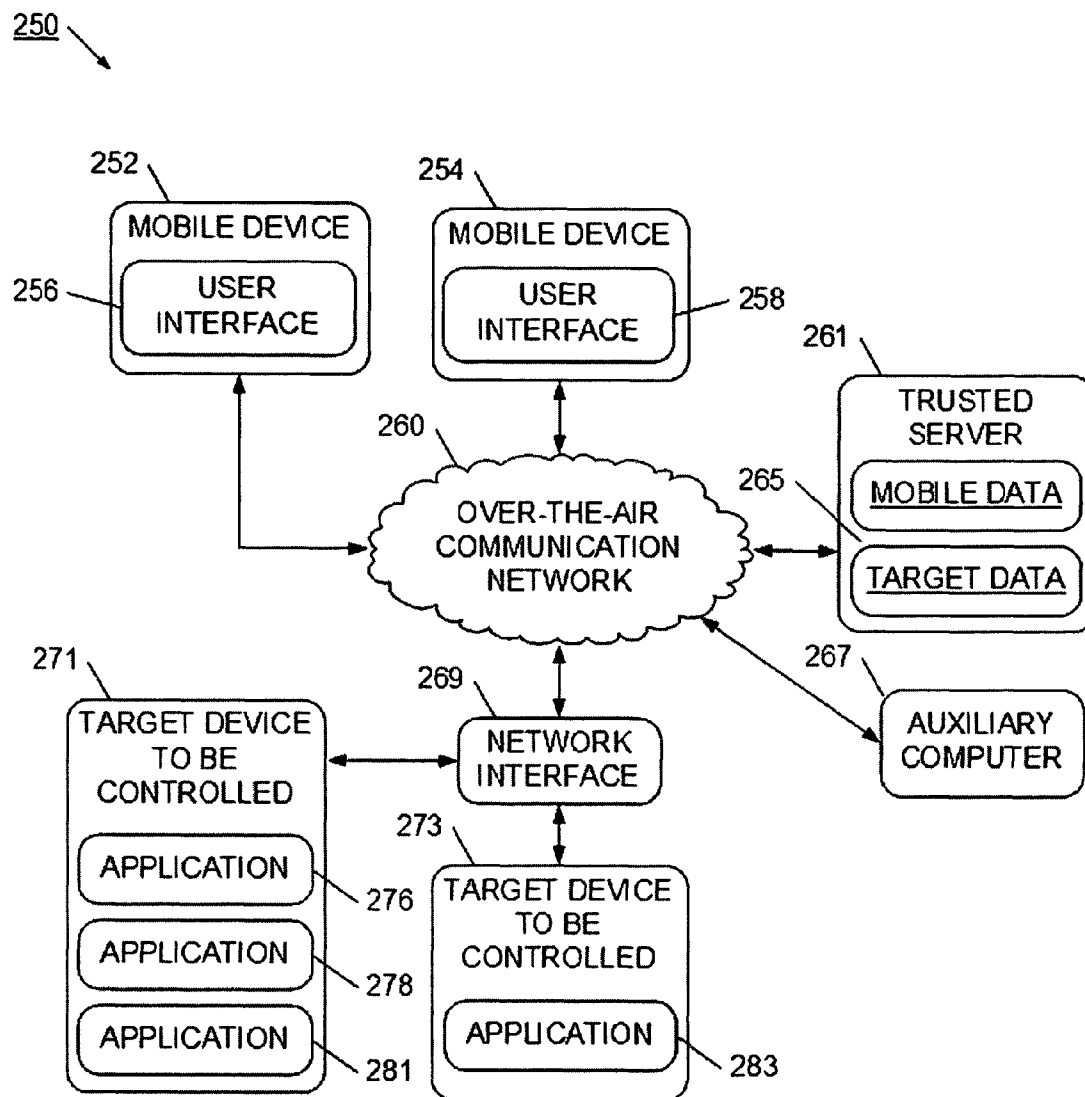 250
252
MOBILE DEVICE
256
USER
INTERFACE
254
MOBILE DEVICE
USER
INTERFACE
258
261
TRUSTED
SERVER
265
MOBILE DATA
TARGET DATA
260
OVER-THE-AIR
COMMUNICATION
NETWORK
267
AUXILIARY
COMPUTER
269
NETWORK
INTERFACE
271
TARGET DEVICE
TO BE
CONTROLLED
APPLICATION
276
APPLICATION
278
APPLICATION
281
273
TARGET DEVICE
TO BE
CONTROLLED
APPLICATION
283